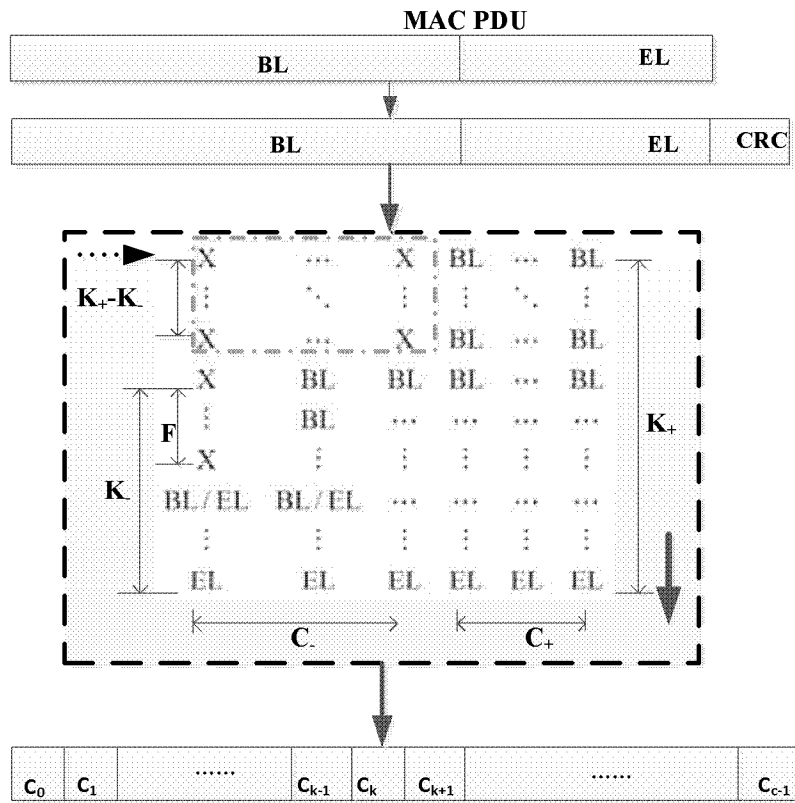 MAC PDU
BL EL
BL EL CRC
X ... X BL ... BL
K₊-K₋
⋮ ⋱ ⋮ ⋮ ⋱ ⋮
X ... X BL ... BL
X BL BL BL ... BL
⋮ BL ... ... ... ...
F K₊
X ⋮ ⋮ ⋮ ⋮ ⋮
K₋
BL/EL BL/EL ... ... ... ...
⋮ ⋮ ⋮ ⋮ ⋮ ⋮
EL EL EL EL EL EL
C₋ C₊
C₀ C₁ ...... Cₖ₋₁ Cₖ Cₖ₊₁ ...... C_c-1